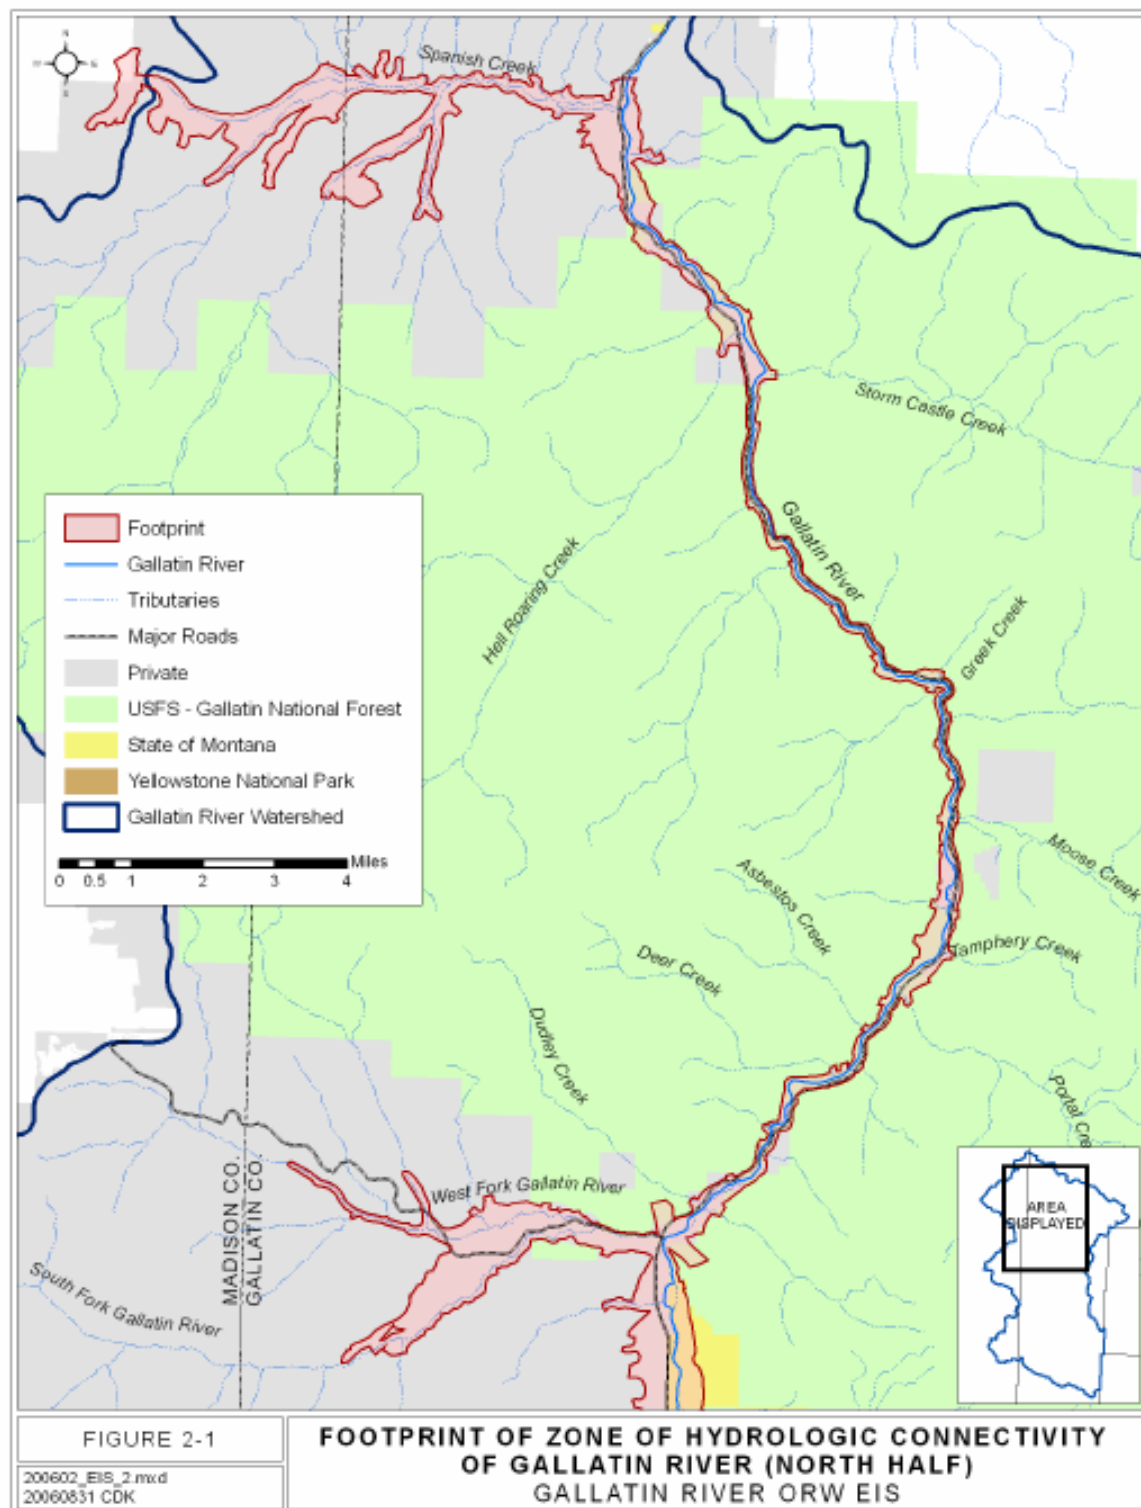 N
Spanish Creek
Storm Castle Creek
Gallatin River
Hell Roaring Creek
Greek Creek
Footprint
Gallatin River
Tributaries
Major Roads
Private
USFS - Gallatin National Forest
State of Montana
Yellowstone National Park
Gallatin River Watershed
Miles
0 0.5 1 2 3 4
Moose Creek
Asbestos Creek
Tamphery Creek
Deer Creek
Dudley Creek
Portal Cre
West Fork Gallatin River
MADISON CO.
GALLATIN CO.
South Fork Gallatin River
AREA
DISPLAYED
FIGURE 2-1
200602_EIS_2.mxd
20060831 CDK
FOOTPRINT OF ZONE OF HYDROLOGIC CONNECTIVITY
OF GALLATIN RIVER (NORTH HALF)
GALLATIN RIVER ORW EIS